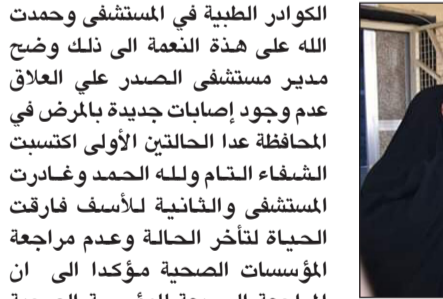 الكوادر الطبية في المستشفى وحمدت
الله على هذة النعمة الى ذلك وضح
مدير مستشفى الصدر علي العلاق
عدم وجود إصابات جديدة بالمرض في
المحافظة عدا الحالتين الأولى اكتسبت
الشفاء التام ولله الحمد وغادرت
المستشفى والثانية للأسف فارقت
الحياة لتأخر الحالة وعدم مراجعة
المؤسسات الصحية مؤكدا الى ان